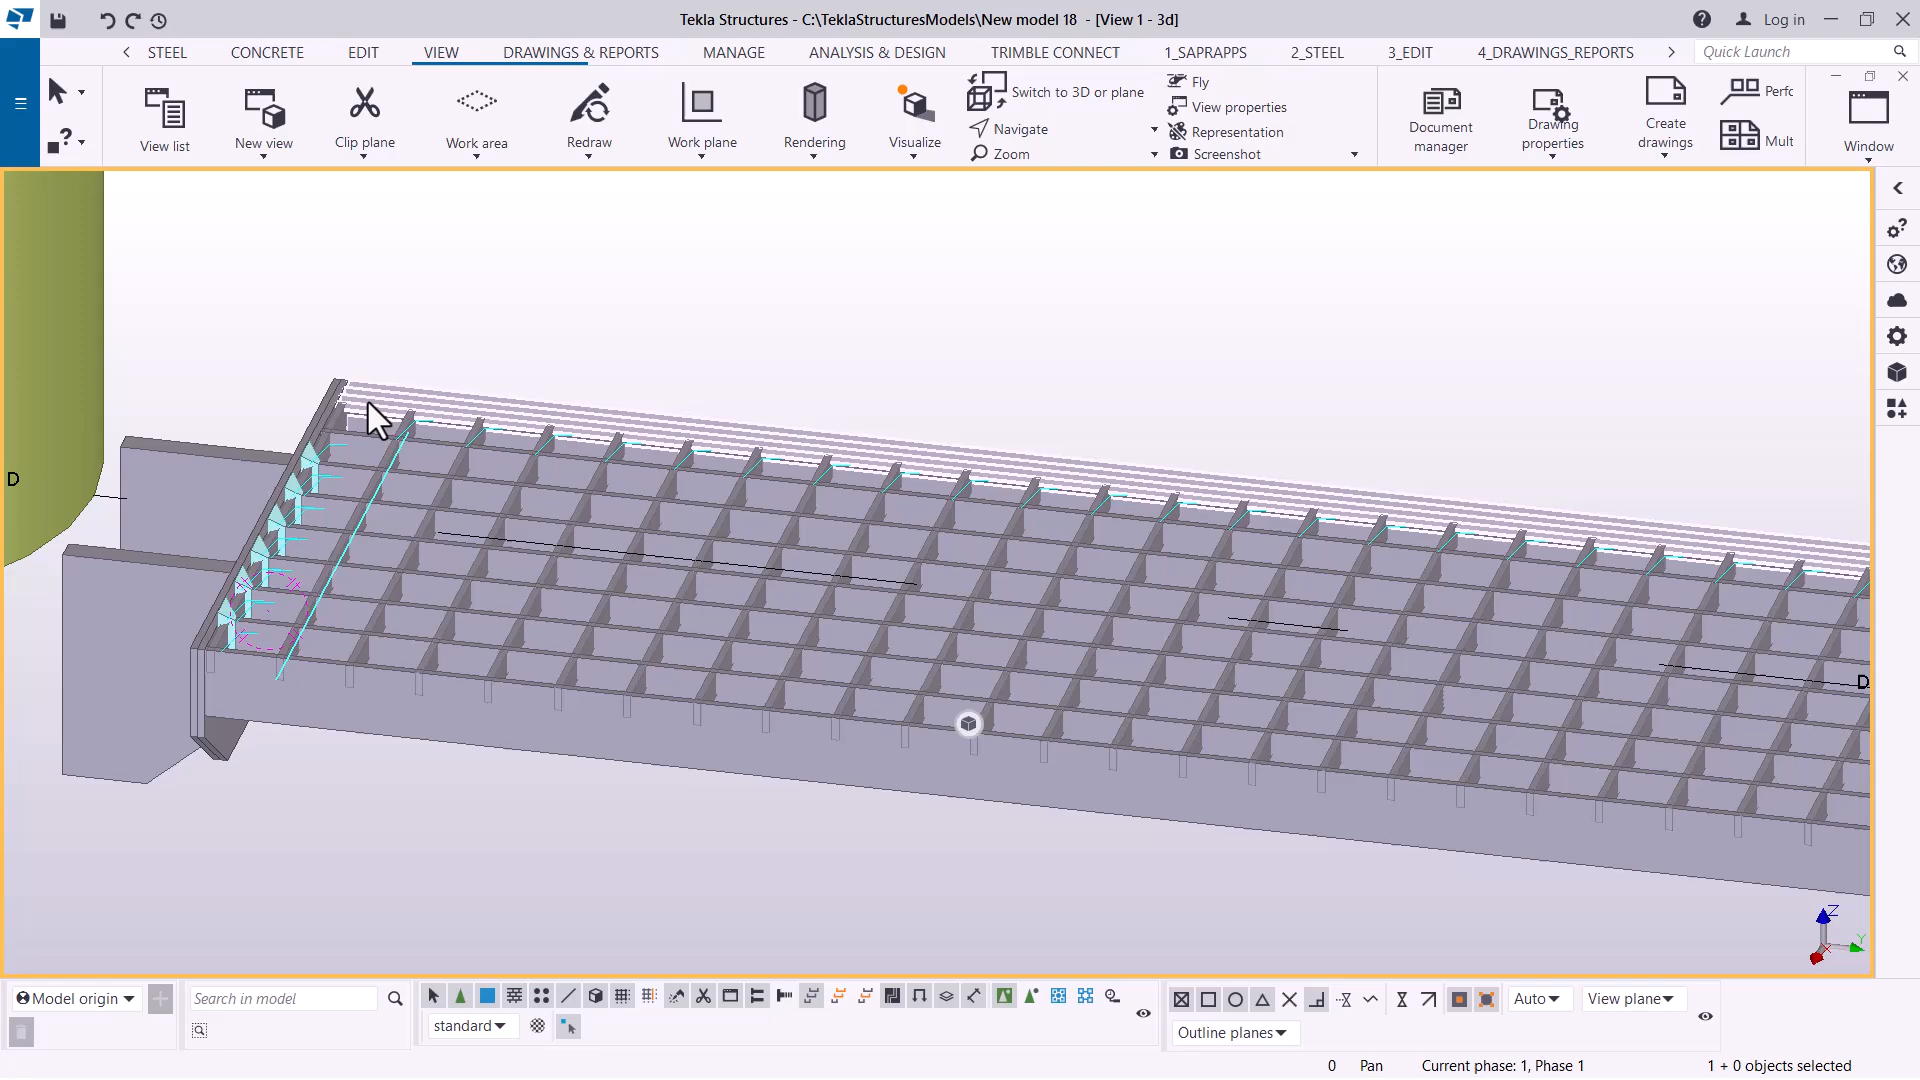 Tekla Structures - C:\TeklaStructuresModels\New model 18 - [View 1 - 3d]
Log in
STEEL CONCRETE EDIT VIEW DRAWINGS & REPORTS MANAGE ANALYSIS & DESIGN TRIMBLE CONNECT 1_SAPRAPPS 2_STEEL 3_EDIT 4_DRAWINGS_REPORTS Quick Launch
View list
New view
Clip plane
Work area
Redraw
Work plane
Rendering
Visualize
Switch to 3D or plane
Navigate
Zoom
Fly
View properties
Representation
Screenshot
Document manager
Drawing properties
Create drawings
Perfc
Mult
Window
D
D
Z
Y
Model origin
Search in model
standard
Auto
View plane
Outline planes
0 Pan Current phase: 1, Phase 1 1 + 0 objects selected